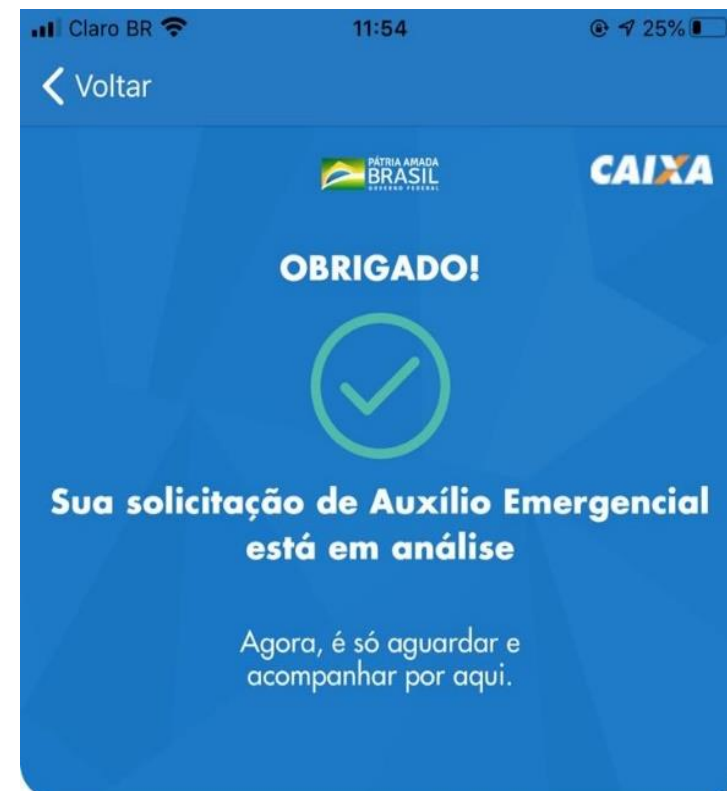 Claro BR 11:54 25%
Voltar
PÁTRIA AMADA
BRASIL
GOVERNO FEDERAL
CAIXA
OBRIGADO!
Sua solicitação de Auxílio Emergencial
está em análise
Agora, é só aguardar e
acompanhar por aqui.